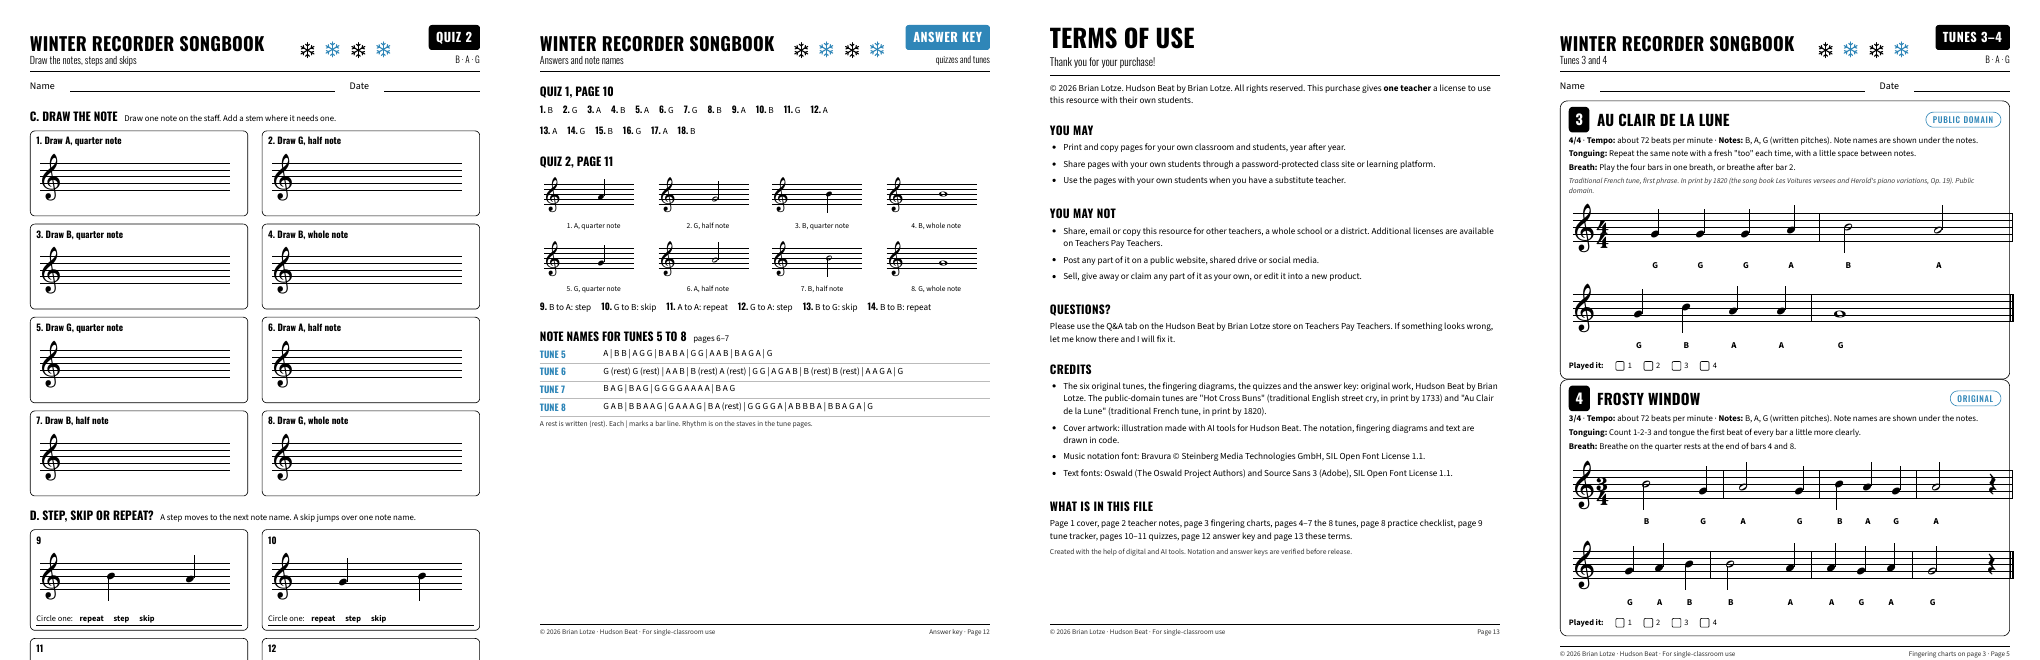 WINTER RECORDER SONGBOOK
QUIZ 2
Draw the notes, steps and skips
B · A · G
Name Date
C. DRAW THE NOTE Draw one note on the staff. Add a stem where it needs one.
1. Draw A, quarter note
2. Draw G, half note
3. Draw B, quarter note
4. Draw B, whole note
5. Draw G, quarter note
6. Draw A, half note
7. Draw B, half note
8. Draw G, whole note
D. STEP, SKIP OR REPEAT? A step moves to the next note name. A skip jumps over one note name.
9
10
Circle one: repeat step skip
Circle one: repeat step skip
11
12
WINTER RECORDER SONGBOOK
ANSWER KEY
Answers and note names
quizzes and tunes
QUIZ 1, PAGE 10
1. B 2. G 3. A 4. B 5. A 6. G 7. G 8. B 9. A 10. B 11. G 12. A
13. A 14. G 15. B 16. G 17. A 18. B
QUIZ 2, PAGE 11
1. A, quarter note
2. G, half note
3. B, quarter note
4. B, whole note
5. G, quarter note
6. A, half note
7. B, half note
8. G, whole note
9. B to A: step 10. G to B: skip 11. A to A: repeat 12. G to A: step 13. B to G: skip 14. B to B: repeat
NOTE NAMES FOR TUNES 5 TO 8 pages 6–7
TUNE 5 A | B B | A G G | B A B A | G G | A A B | B A G A | G
TUNE 6 G (rest) G (rest) | A A B | B (rest) A (rest) | G G | A G A B | B (rest) B (rest) | A A G A | G
TUNE 7 B A G | B A G | G G G G A A A A | B A G
TUNE 8 G A B | B B A A G | G A A A G | B A (rest) | G G G G A | A B B B A | B B A G A | G
A rest is written (rest). Each | marks a bar line. Rhythm is on the staves in the tune pages.
© 2026 Brian Lotze · Hudson Beat · For single-classroom use
Answer key · Page 12
TERMS OF USE
Thank you for your purchase!
© 2026 Brian Lotze. Hudson Beat by Brian Lotze. All rights reserved. This purchase gives one teacher a license to use
this resource with their own students.
YOU MAY
• Print and copy pages for your own classroom and students, year after year.
• Share pages with your own students through a password-protected class site or learning platform.
• Use the pages with your own students when you have a substitute teacher.
YOU MAY NOT
• Share, email or copy this resource for other teachers, a whole school or a district. Additional licenses are available
on Teachers Pay Teachers.
• Post any part of it on a public website, shared drive or social media.
• Sell, give away or claim any part of it as your own, or edit it into a new product.
QUESTIONS?
Please use the Q&A tab on the Hudson Beat by Brian Lotze store on Teachers Pay Teachers. If something looks wrong,
let me know there and I will fix it.
CREDITS
• The six original tunes, the fingering diagrams, the quizzes and the answer key: original work, Hudson Beat by Brian
Lotze. The public-domain tunes are "Hot Cross Buns" (traditional English street cry, in print by 1733) and "Au Clair
de la Lune" (traditional French tune, in print by 1820).
• Cover artwork: illustration made with AI tools for Hudson Beat. The notation, fingering diagrams and text are
drawn in code.
• Music notation font: Bravura © Steinberg Media Technologies GmbH, SIL Open Font License 1.1.
• Text fonts: Oswald (The Oswald Project Authors) and Source Sans 3 (Adobe), SIL Open Font License 1.1.
WHAT IS IN THIS FILE
Page 1 cover, page 2 teacher notes, page 3 fingering charts, pages 4–7 the 8 tunes, page 8 practice checklist, page 9
tune tracker, pages 10–11 quizzes, page 12 answer key and page 13 these terms.
Created with the help of digital and AI tools. Notation and answer keys are verified before release.
© 2026 Brian Lotze · Hudson Beat · For single-classroom use
Page 13
WINTER RECORDER SONGBOOK
TUNES 3–4
Tunes 3 and 4
B · A · G
Name Date
3 AU CLAIR DE LA LUNE
PUBLIC DOMAIN
4/4 · Tempo: about 72 beats per minute · Notes: B, A, G (written pitches). Note names are shown under the notes.
Tonguing: Repeat the same note with a fresh "too" each time, with a little space between notes.
Breath: Play the four bars in one breath, or breathe after bar 2.
Traditional French tune, first phrase. In print by 1820 (the song book Les Voitures versees and Herald's piano variations, Op. 19). Public
domain.
4
4
G G G A B A
G B A A G
Played it: 1 2 3 4
4 FROSTY WINDOW
ORIGINAL
3/4 · Tempo: about 72 beats per minute · Notes: B, A, G (written pitches). Note names are shown under the notes.
Tonguing: Count 1-2-3 and tongue the first beat of every bar a little more clearly.
Breath: Breathe on the quarter rests at the end of bars 4 and 8.
3
4
B G A G B A G A
G A B B A A G A G
Played it: 1 2 3 4
© 2026 Brian Lotze · Hudson Beat · For single-classroom use
Fingering charts on page 3 · Page 5